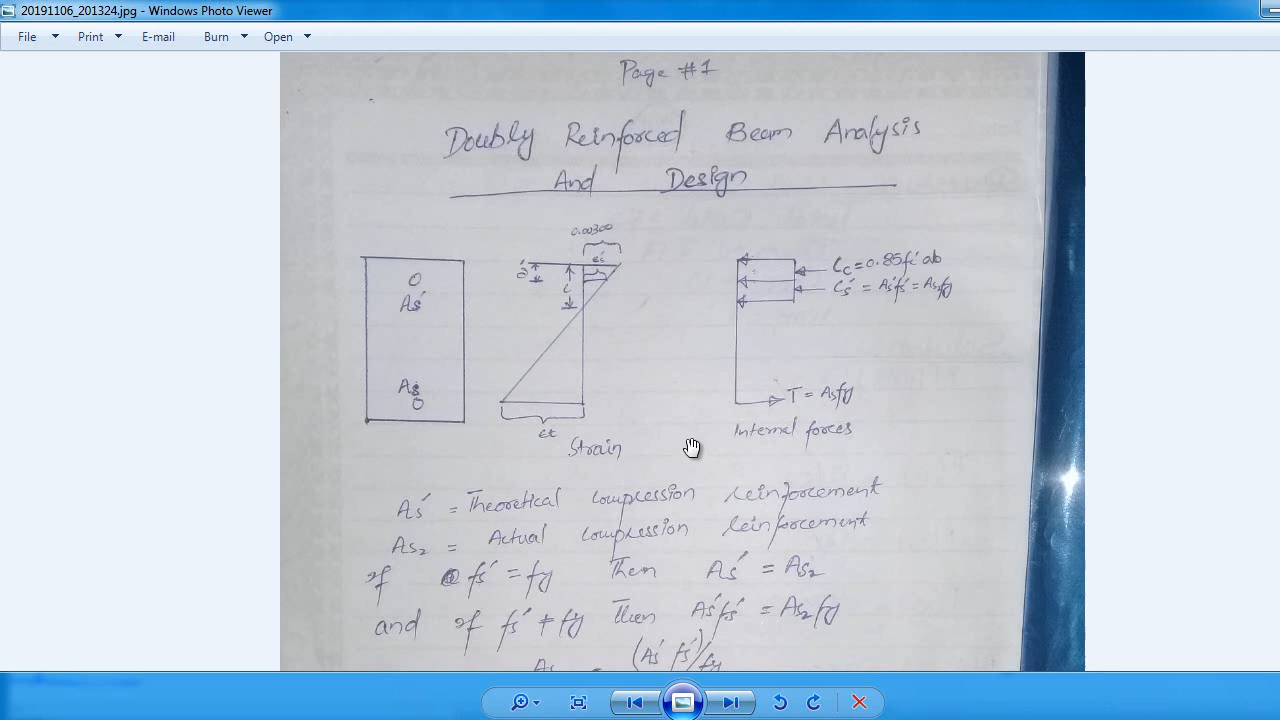 20191106_201324.jpg - Windows Photo Viewer
File Print E-mail Burn Open
Page #1
Doubly Reinforced Beam Analysis
And Design
0.00300
εs'
d'
c
As'
As
εt
Strain
Cc = 0.85fc' ab
Cs' = As'fs' = As2fy
T = Asfy
Internal forces
As' = Theoretical compression reinforcement
As2 = Actual compression reinforcement
if fs' = fy Then As' = As2
and if fs' ≠ fy Then As'fs' = As2fy
As = (As' fs')/fy